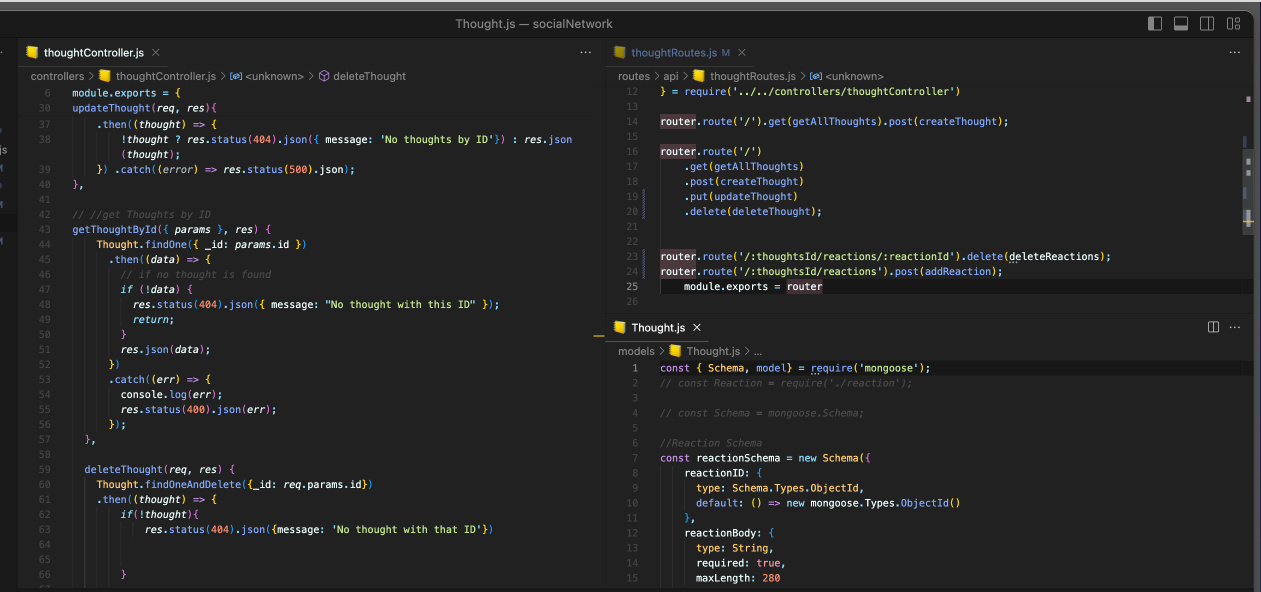 Thought.js — socialNetwork
thoughtController.js ×
controllers > thoughtController.js > <unknown> > deleteThought
6 module.exports = {
30 updateThought(req, res){
37 .then((thought) => {
38 !thought ? res.status(404).json({ message: 'No thoughts by ID'}) : res.json
(thought);
39 }) .catch((error) => res.status(500).json);
40 },
41
42 // //get Thoughts by ID
43 getThoughtById({ params }, res) {
44 Thought.findOne({ _id: params.id })
45 .then((data) => {
46 // if no thought is found
47 if (!data) {
48 res.status(404).json({ message: "No thought with this ID" });
49 return;
50 }
51 res.json(data);
52 })
53 .catch((err) => {
54 console.log(err);
55 res.status(400).json(err);
56 });
57 },
58
59 deleteThought(req, res) {
60 Thought.findOneAndDelete({_id: req.params.id})
61 .then((thought) => {
62 if(!thought){
63 res.status(404).json({message: 'No thought with that ID'})
64
65
66 }
thoughtRoutes.js M ×
routes > api > thoughtRoutes.js > <unknown>
12 } = require('../../controllers/thoughtController')
13
14 router.route('/').get(getAllThoughts).post(createThought);
15
16 router.route('/')
17 .get(getAllThoughts)
18 .post(createThought)
19 .put(updateThought)
20 .delete(deleteThought);
21
22
23 router.route('/:thoughtsId/reactions/:reactionId').delete(deleteReactions);
24 router.route('/:thoughtsId/reactions').post(addReaction);
25 module.exports = router
26
Thought.js ×
models > Thought.js > ...
1 const { Schema, model} = require('mongoose');
2 // const Reaction = require('./reaction');
3
4 // const Schema = mongoose.Schema;
5
6 //Reaction Schema
7 const reactionSchema = new Schema({
8 reactionID: {
9 type: Schema.Types.ObjectId,
10 default: () => new mongoose.Types.ObjectId()
11 },
12 reactionBody: {
13 type: String,
14 required: true,
15 maxLength: 280